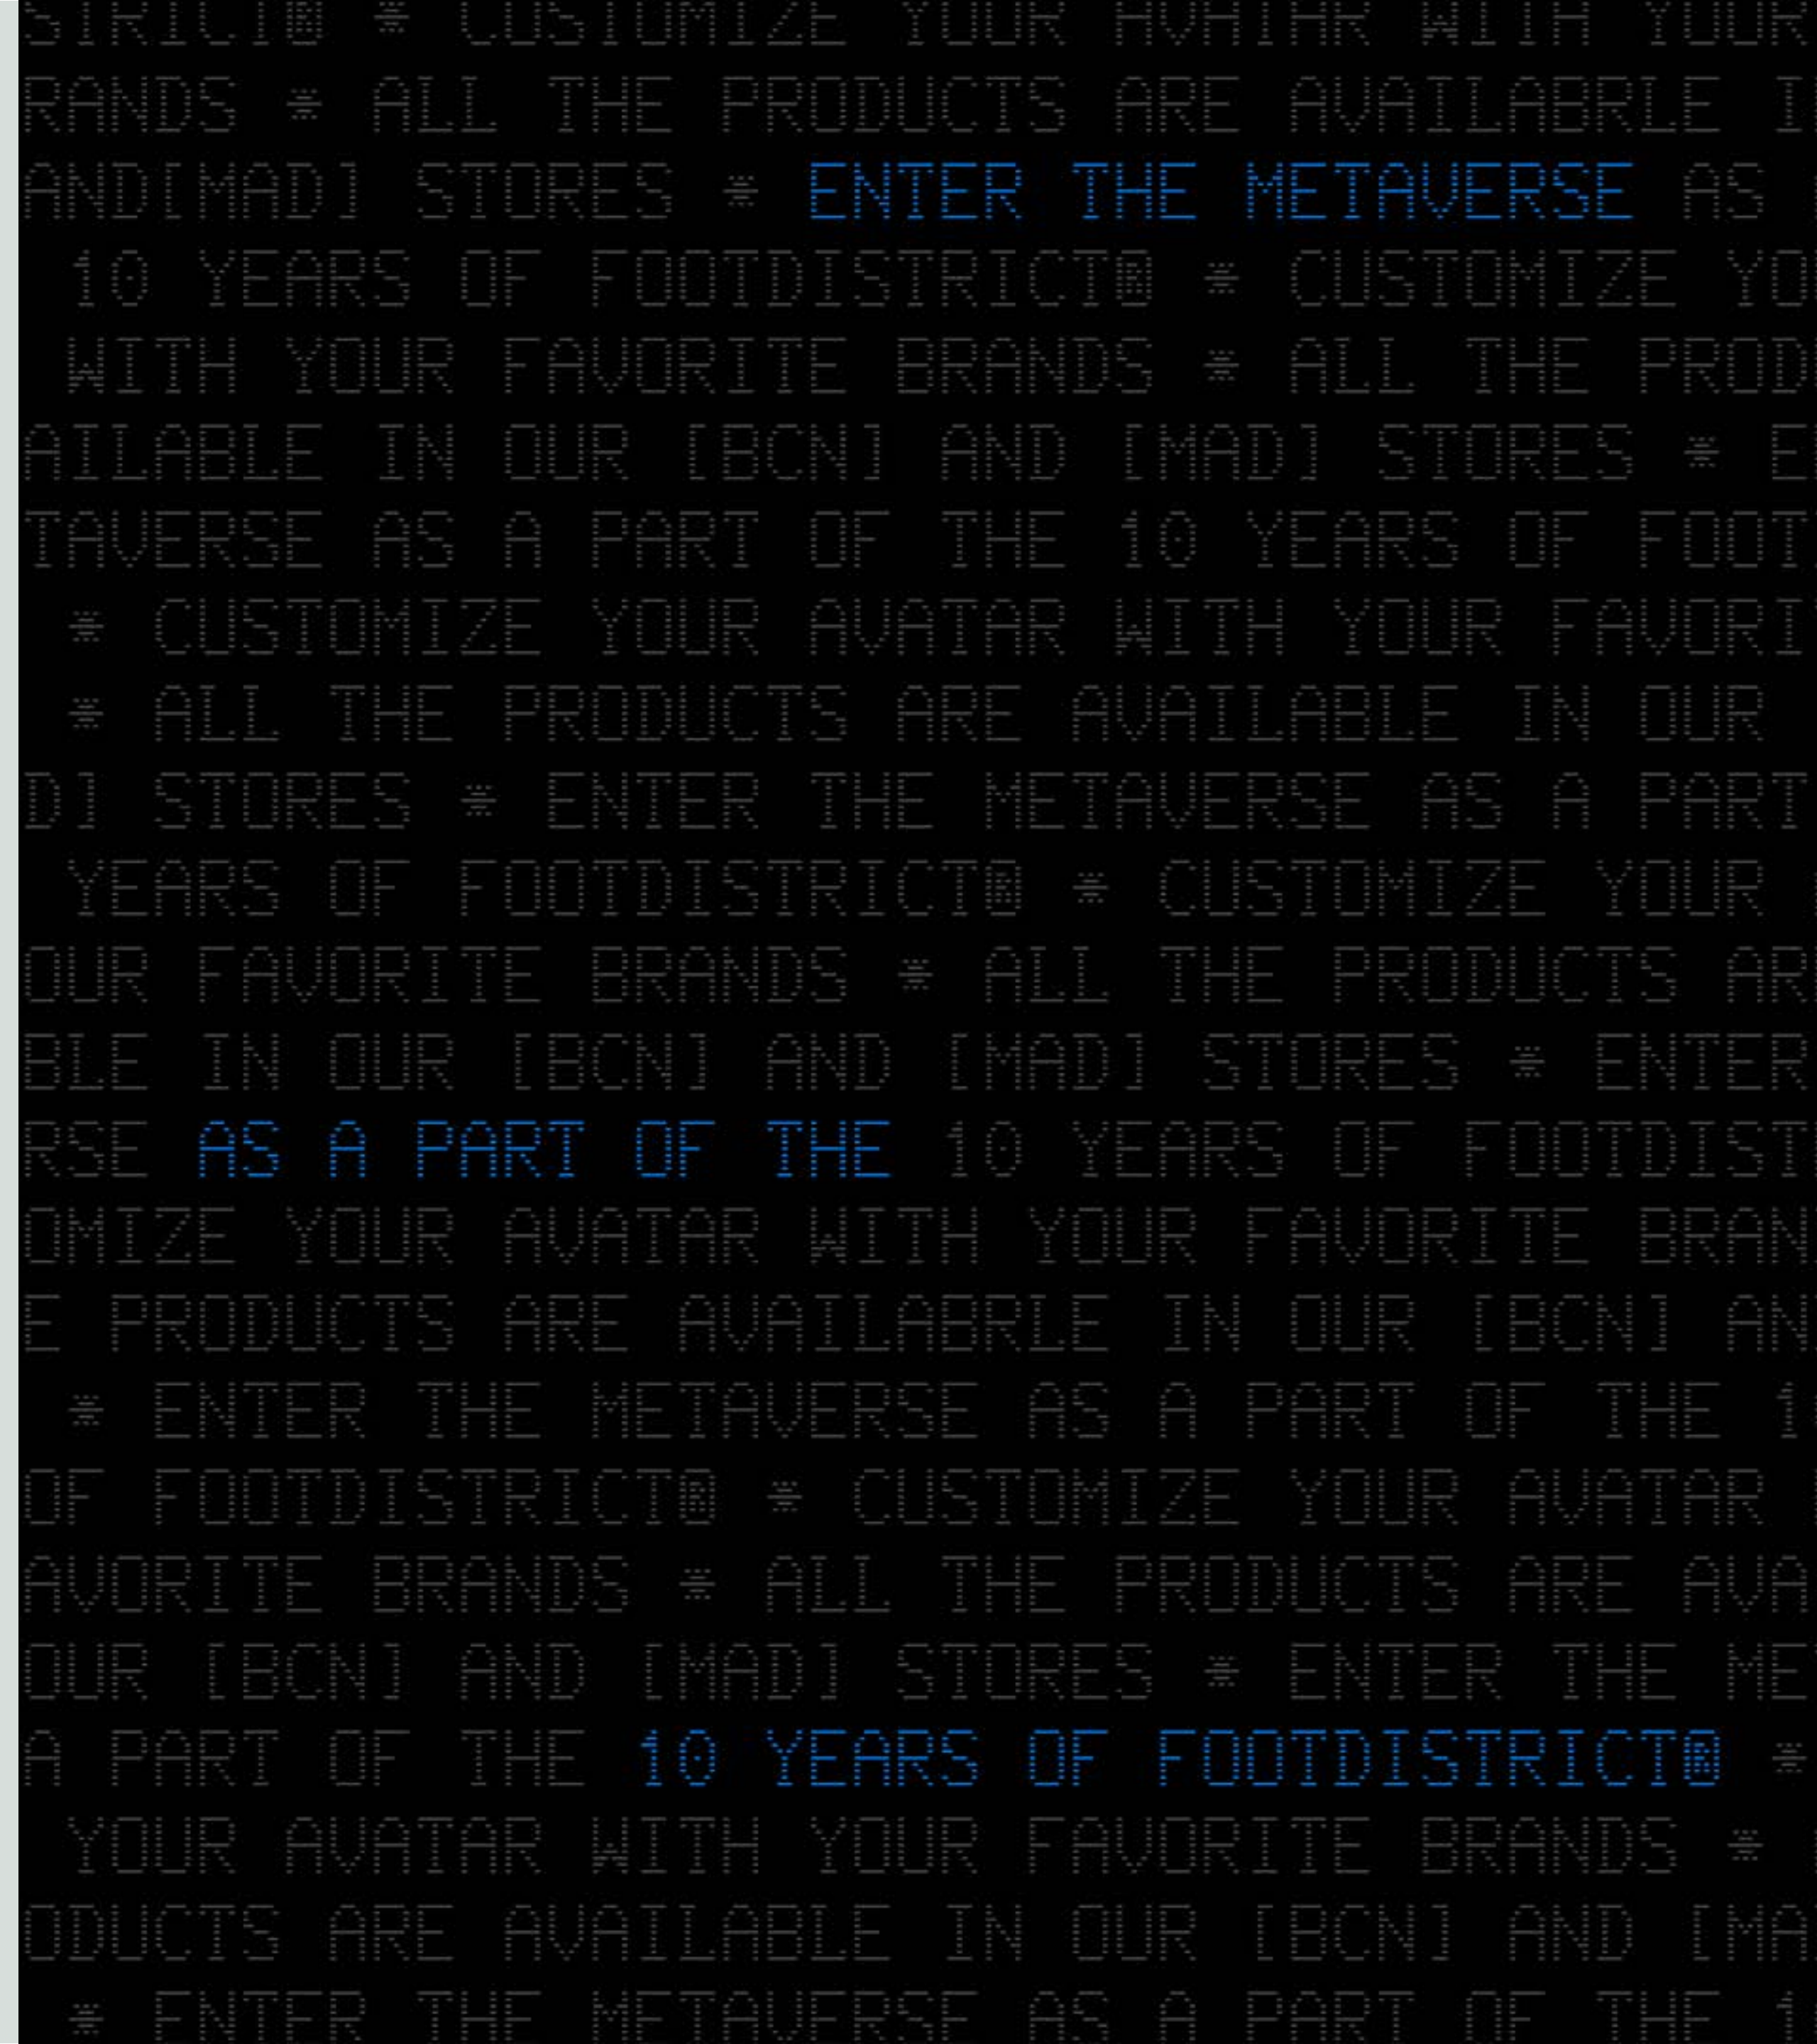 STRICT® * CUSTOMIZE YOUR AVATAR WITH YOUR
RANDS * ALL THE PRODUCTS ARE AVAILABRLE I
AND[MAD] STORES * ENTER THE METAVERSE AS
10 YEARS OF FOOTDISTRICT® * CUSTOMIZE YO
WITH YOUR FAVORITE BRANDS * ALL THE PROD
AILABLE IN OUR [BCN] AND [MAD] STORES * E
TAVERSE AS A PART OF THE 10 YEARS OF FOOT
* CUSTOMIZE YOUR AVATAR WITH YOUR FAVORI
* ALL THE PRODUCTS ARE AVAILABLE IN OUR
D] STORES * ENTER THE METAVERSE AS A PART
YEARS OF FOOTDISTRICT® * CUSTOMIZE YOUR
OUR FAVORITE BRANDS * ALL THE PRODUCTS AR
BLE IN OUR [BCN] AND [MAD] STORES * ENTER
RSE AS A PART OF THE 10 YEARS OF FOOTDIST
OMIZE YOUR AVATAR WITH YOUR FAVORITE BRAN
E PRODUCTS ARE AVAILABRLE IN OUR [BCN] AN
* ENTER THE METAVERSE AS A PART OF THE 1
OF FOOTDISTRICT® * CUSTOMIZE YOUR AVATAR
AVORITE BRANDS * ALL THE PRODUCTS ARE AVA
OUR [BCN] AND [MAD] STORES * ENTER THE ME
A PART OF THE 10 YEARS OF FOOTDISTRICT® *
YOUR AVATAR WITH YOUR FAVORITE BRANDS *
ODUCTS ARE AVAILABLE IN OUR [BCN] AND [MA
* ENTER THE METAVERSE AS A PART OF THE 1